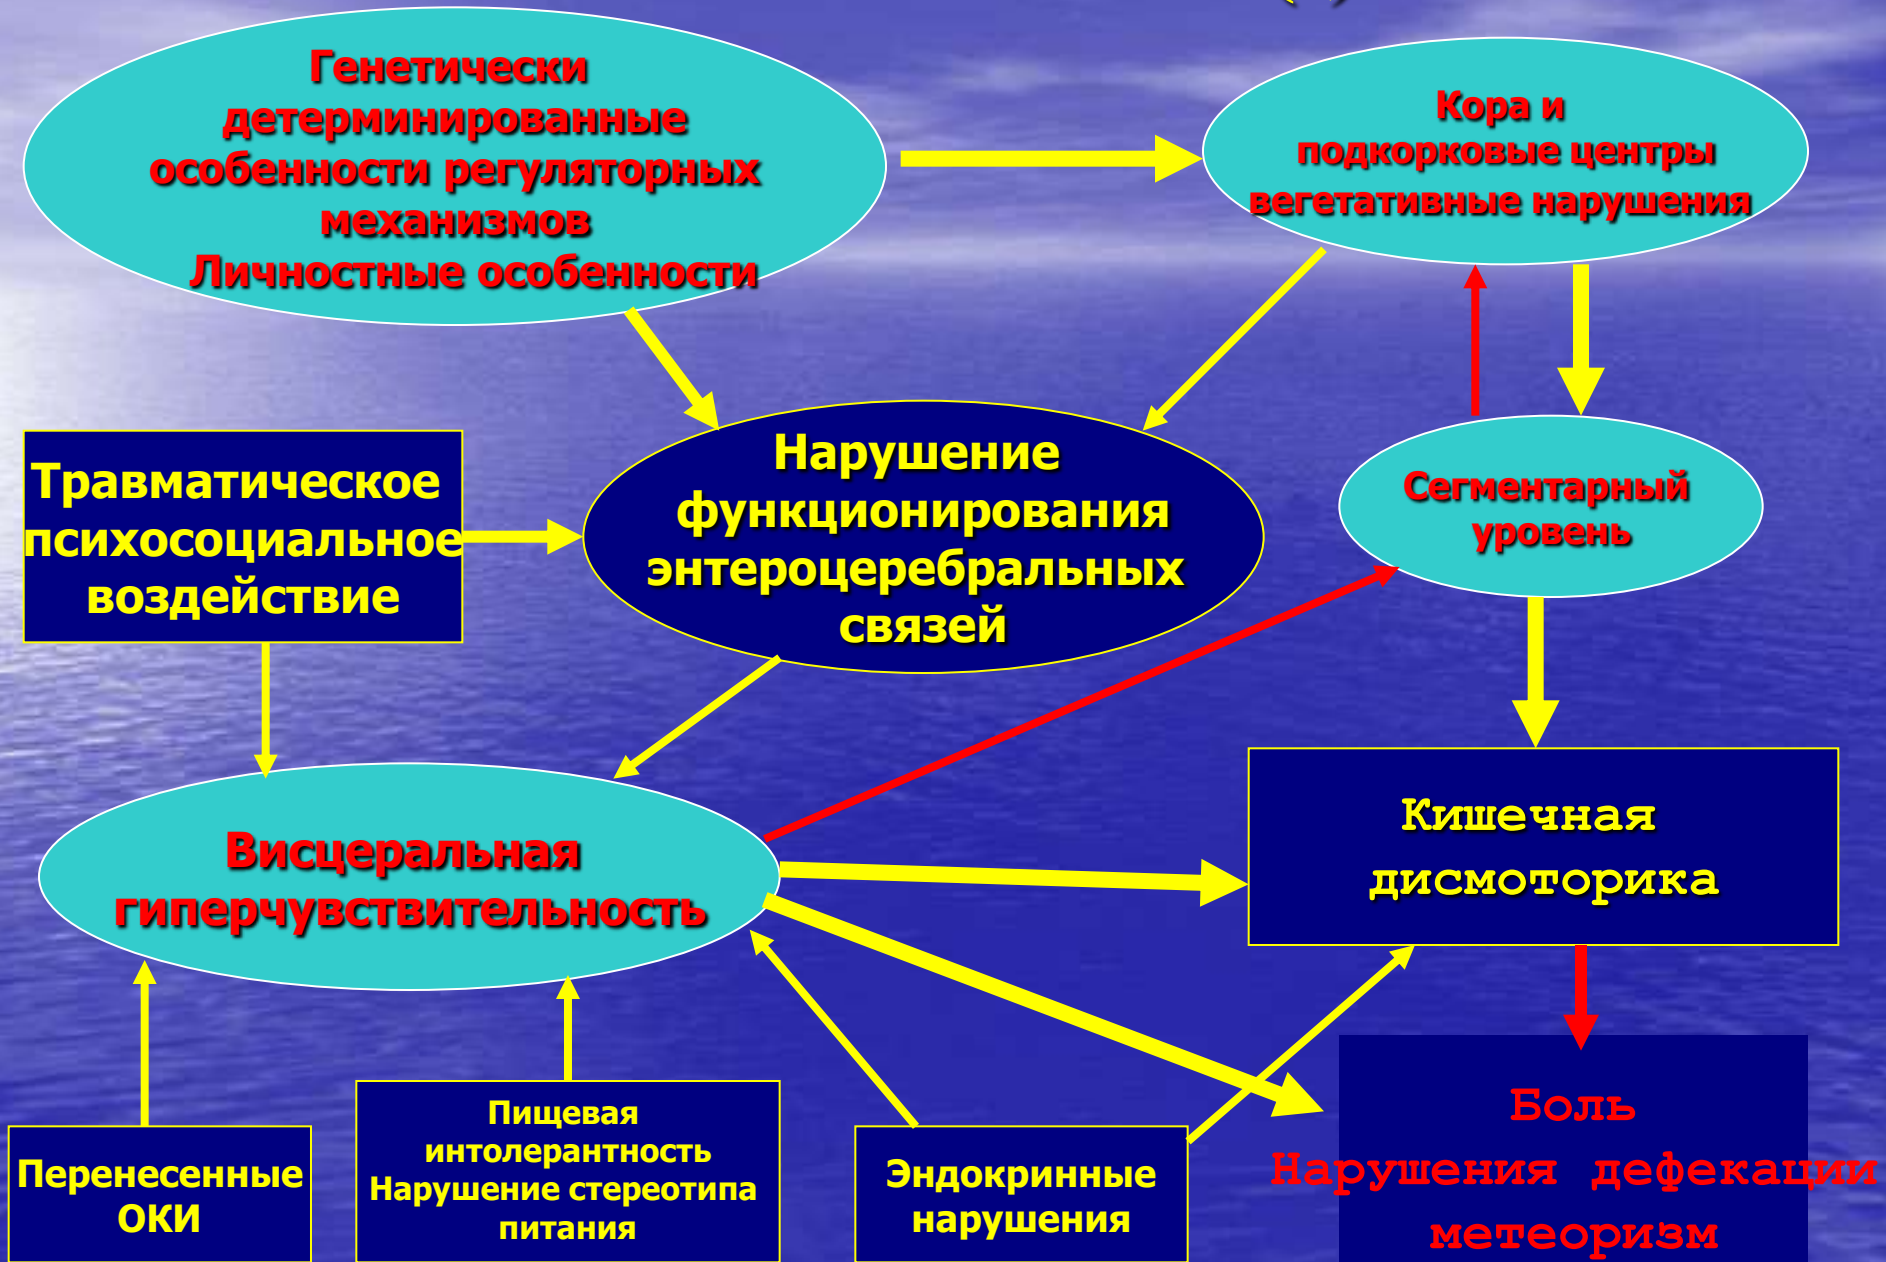 Генетически
детерминированные
особенности регуляторных
механизмов
Личностные особенности
Кора и
подкорковые центры
вегетативные нарушения
Травматическое
психосоциальное
воздействие
Нарушение
функционирования
энтероцеребральных
связей
Сегментарный
уровень
Висцеральная
гиперчувствительность
Кишечная
дисмоторика
Перенесенные
ОКИ
Пищевая
интолерантность
Нарушение стереотипа
питания
Эндокринные
нарушения
Боль
Нарушения дефекации
метеоризм